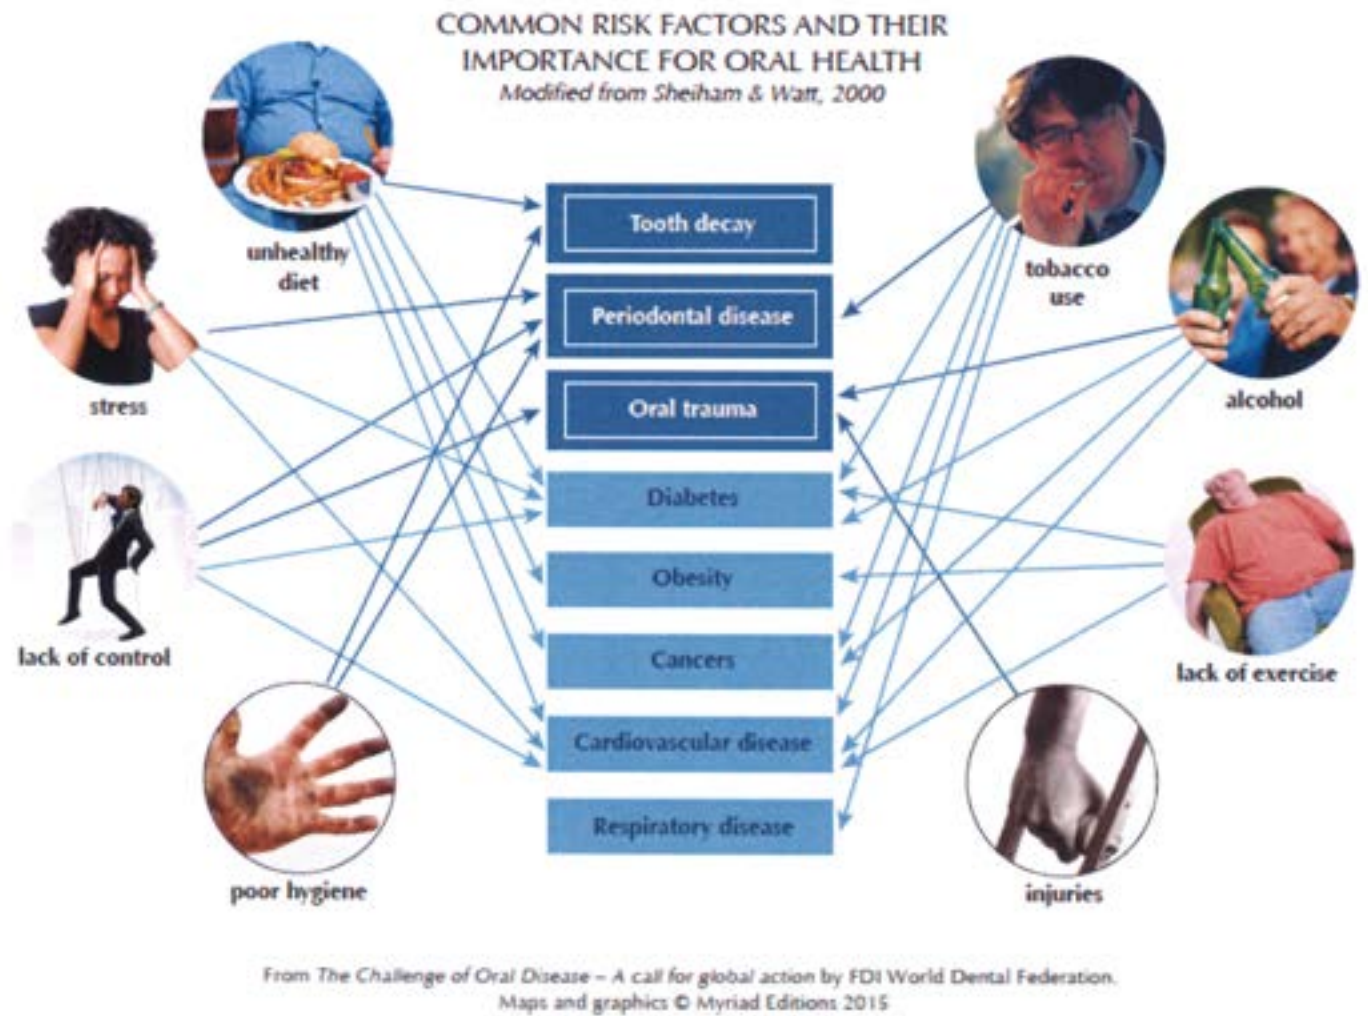 COMMON RISK FACTORS AND THEIR
IMPORTANCE FOR ORAL HEALTH
Modified from Sheiham & Watt, 2000
unhealthy
diet
stress
lack of control
poor hygiene
Tooth decay
Periodontal disease
Oral trauma
Diabetes
Obesity
Cancers
Cardiovascular disease
Respiratory disease
tobacco
use
alcohol
lack of exercise
injuries
From The Challenge of Oral Disease – A call for global action by FDI World Dental Federation.
Maps and graphics © Myriad Editions 2015